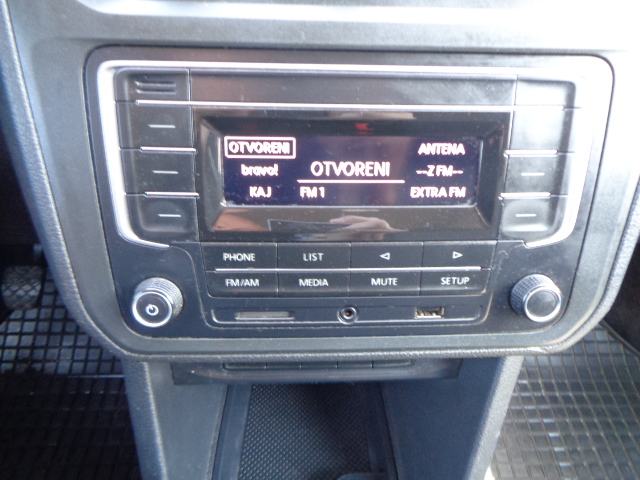 OTVORENI ANTENA
bravo! OTVORENI --Z FM--
KAJ FM 1 EXTRA FM
PHONE LIST
FM/AM MEDIA MUTE SETUP